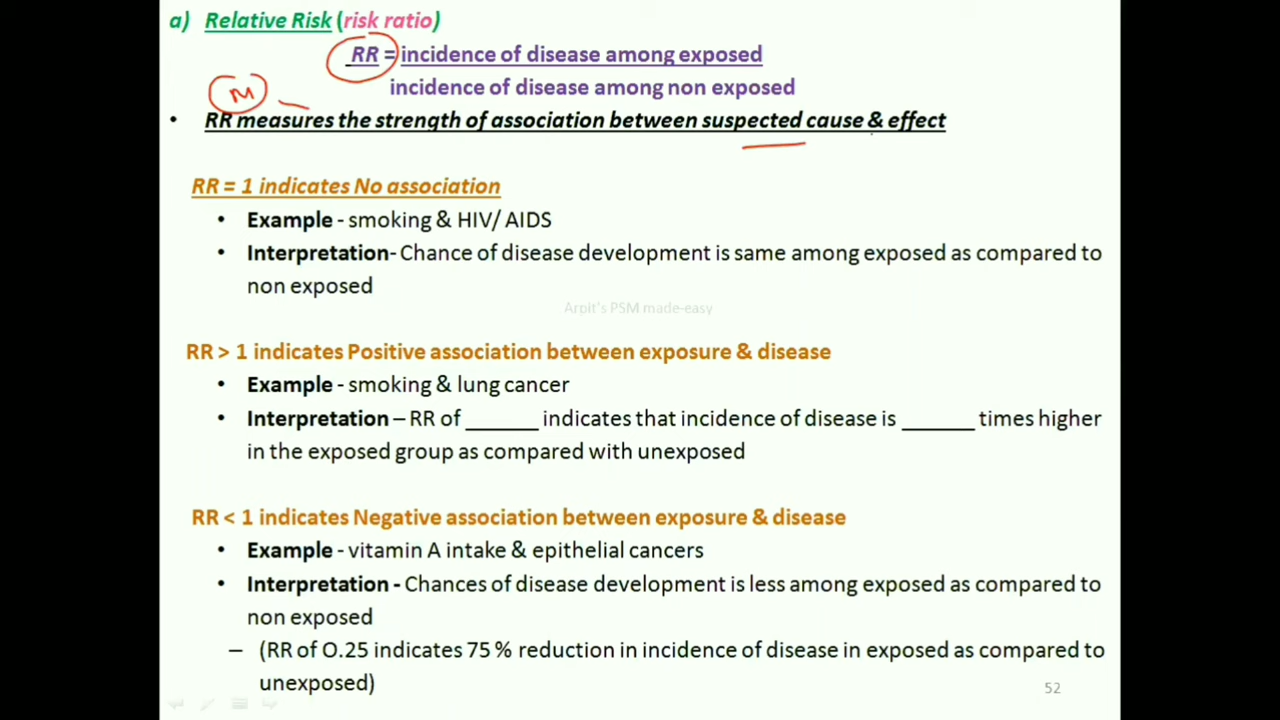 a) Relative Risk (risk ratio)
RR = incidence of disease among exposed
incidence of disease among non exposed
M
• RR measures the strength of association between suspected cause & effect
RR = 1 indicates No association
• Example - smoking & HIV/ AIDS
• Interpretation- Chance of disease development is same among exposed as compared to
non exposed
Arpit's PSM made-easy
RR > 1 indicates Positive association between exposure & disease
• Example - smoking & lung cancer
• Interpretation – RR of ______ indicates that incidence of disease is ______ times higher
in the exposed group as compared with unexposed
RR < 1 indicates Negative association between exposure & disease
• Example - vitamin A intake & epithelial cancers
• Interpretation - Chances of disease development is less among exposed as compared to
non exposed
– (RR of O.25 indicates 75 % reduction in incidence of disease in exposed as compared to
unexposed)
52